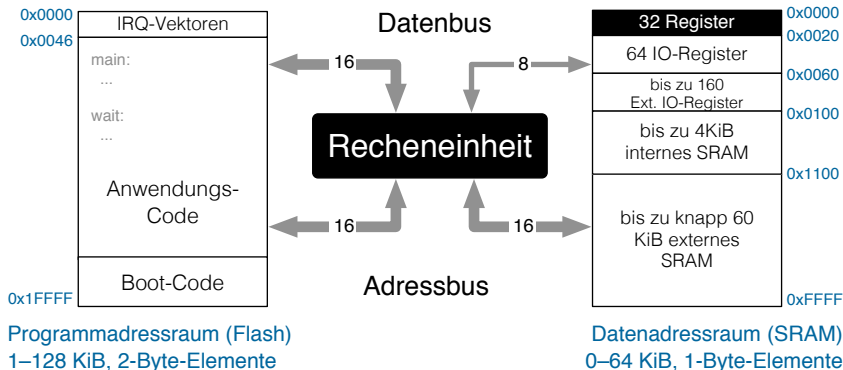 0x0000
IRQ-Vektoren
0x0046
main:
...
wait:
...
Anwendungs-
Code
Boot-Code
0x1FFFF
Programmadressraum (Flash)
1–128 KiB, 2-Byte-Elemente
Datenbus
16
8
Recheneinheit
16
16
Adressbus
32 Register
0x0000
0x0020
64 IO-Register
0x0060
bis zu 160
Ext. IO-Register
0x0100
bis zu 4KiB
internes SRAM
0x1100
bis zu knapp 60
KiB externes
SRAM
0xFFFF
Datenadressraum (SRAM)
0–64 KiB, 1-Byte-Elemente